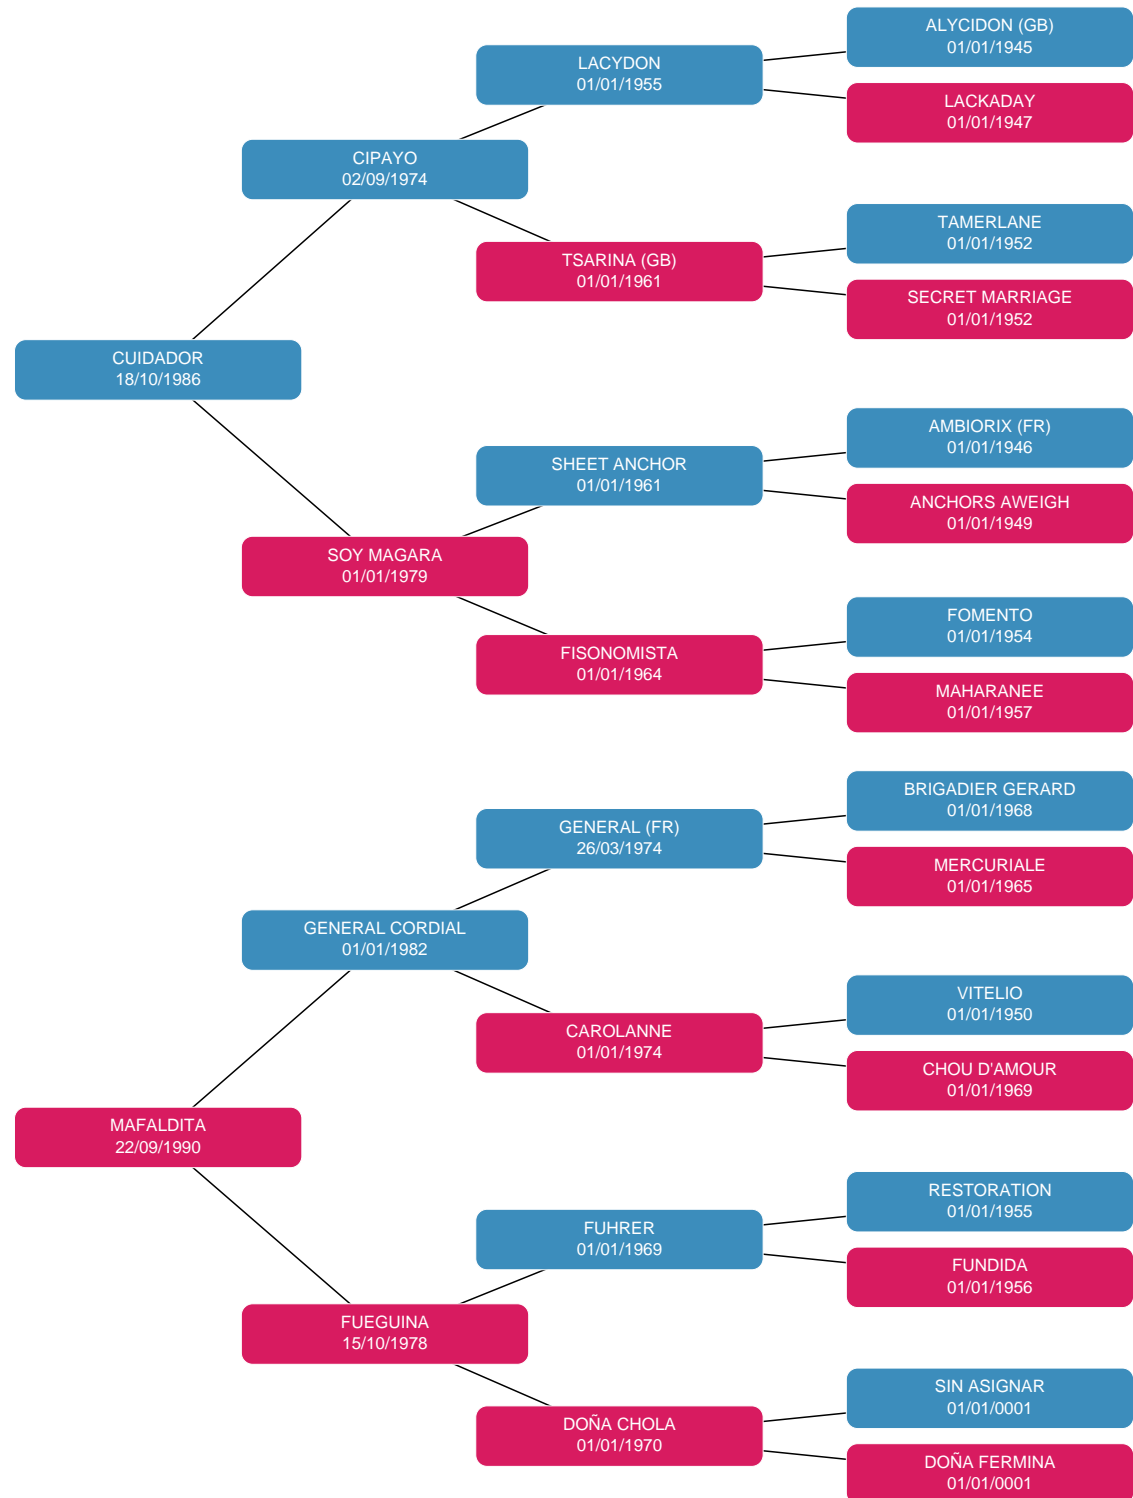 ALYCIDON (GB)
01/01/1945
LACYDON
01/01/1955
LACKADAY
01/01/1947
CIPAYO
02/09/1974
TAMERLANE
01/01/1952
TSARINA (GB)
01/01/1961
SECRET MARRIAGE
01/01/1952
CUIDADOR
18/10/1986
AMBIORIX (FR)
01/01/1946
SHEET ANCHOR
01/01/1961
ANCHORS AWEIGH
01/01/1949
SOY MAGARA
01/01/1979
FOMENTO
01/01/1954
FISONOMISTA
01/01/1964
MAHARANEE
01/01/1957
BRIGADIER GERARD
01/01/1968
GENERAL (FR)
26/03/1974
MERCURIALE
01/01/1965
GENERAL CORDIAL
01/01/1982
VITELIO
01/01/1950
CAROLANNE
01/01/1974
CHOU D'AMOUR
01/01/1969
MAFALDITA
22/09/1990
RESTORATION
01/01/1955
FUHRER
01/01/1969
FUNDIDA
01/01/1956
FUEGUINA
15/10/1978
SIN ASIGNAR
01/01/0001
DOÑA CHOLA
01/01/1970
DOÑA FERMINA
01/01/0001